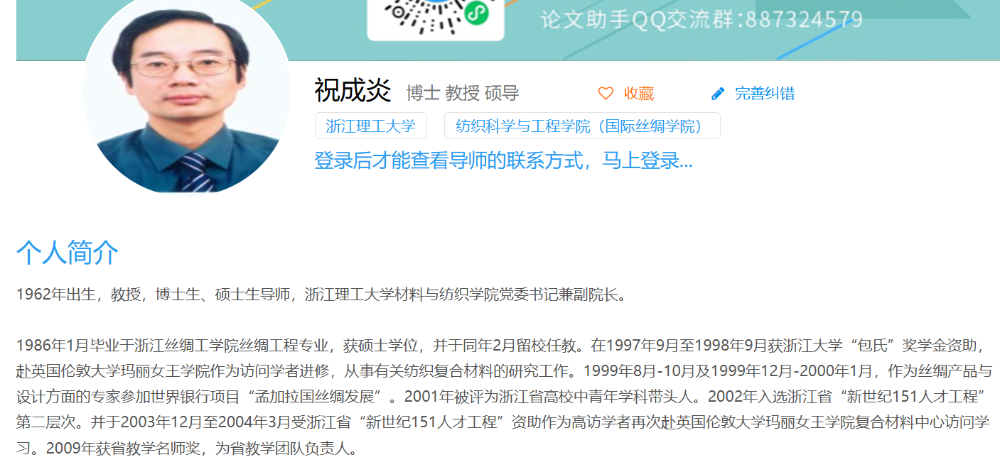 论文助手QQ交流群:887324579
祝成炎 博士 教授 硕导 收藏 完善纠错
浙江理工大学 纺织科学与工程学院（国际丝绸学院）
登录后才能查看导师的联系方式，马上登录...
个人简介
1962年出生，教授，博士生、硕士生导师，浙江理工大学材料与纺织学院党委书记兼副院长。
1986年1月毕业于浙江丝绸工学院丝绸工程专业，获硕士学位，并于同年2月留校任教。在1997年9月至1998年9月获浙江大学“包氏”奖学金资助，
赴英国伦敦大学玛丽女王学院作为访问学者进修，从事有关纺织复合材料的研究工作。1999年8月-10月及1999年12月-2000年1月，作为丝绸产品与
设计方面的专家参加世界银行项目“孟加拉国丝绸发展”。2001年被评为浙江省高校中青年学科带头人。2002年入选浙江省“新世纪151人才工程”
第二层次。并于2003年12月至2004年3月受浙江省“新世纪151人才工程”资助作为高访学者再次赴英国伦敦大学玛丽女王学院复合材料中心访问学
习。2009年获省教学名师奖，为省教学团队负责人。